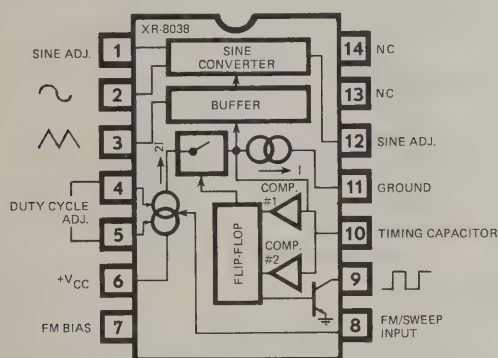 XR-8038
SINE ADJ.
1
2
3
4
DUTY CYCLE
ADJ.
5
+VCC
6
FM BIAS
7
SINE
CONVERTER
BUFFER
2I
I
COMP.
#1
COMP.
#2
FLIP-FLOP
14
NC
13
NC
12
SINE ADJ.
11
GROUND
10
TIMING CAPACITOR
9
8
FM/SWEEP
INPUT